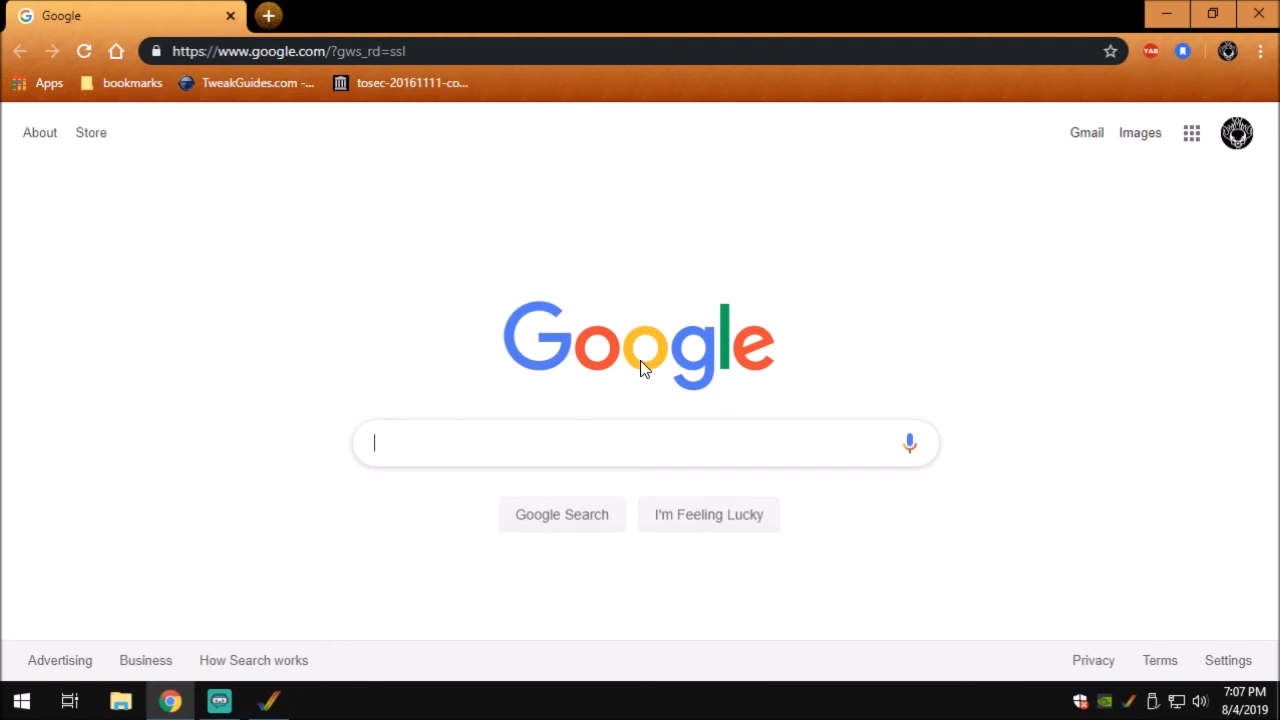 Google
https://www.google.com/?gws_rd=ssl
YAB
Apps
bookmarks
TweakGuides.com -...
tosec-20161111-co...
About
Store
Gmail
Images
Google
Google Search
I'm Feeling Lucky
Advertising
Business
How Search works
Privacy
Terms
Settings
7:07 PM
8/4/2019